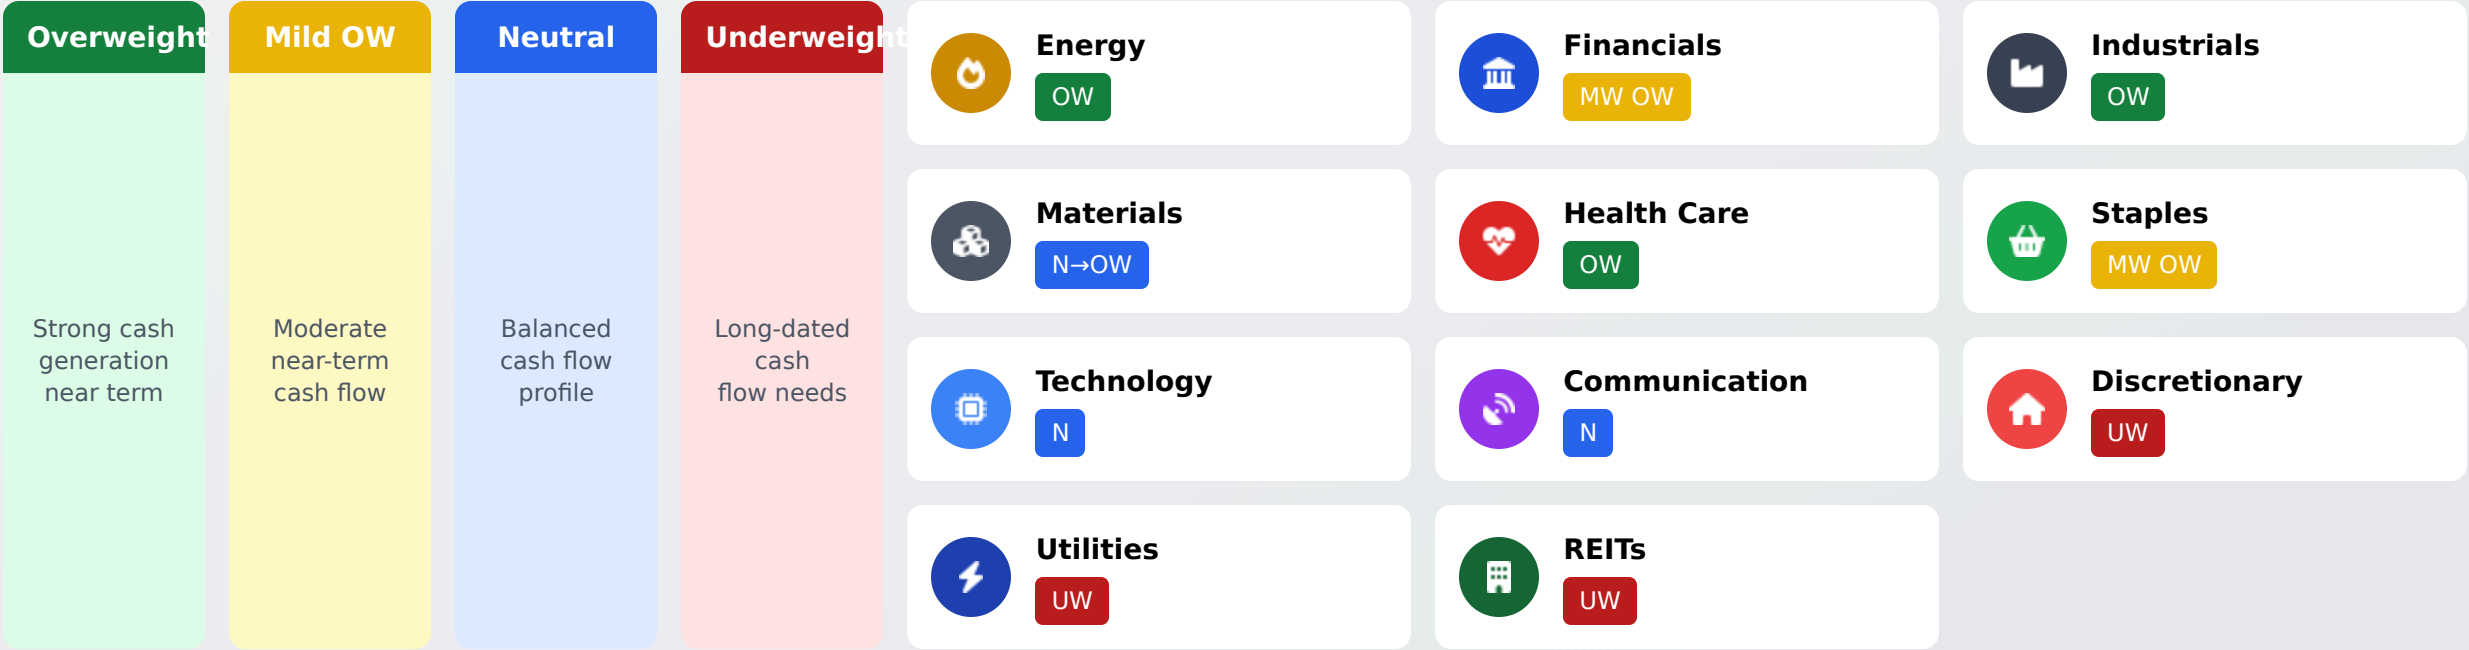 Overweight
Strong cash
generation
near term
Mild OW
Moderate
near-term
cash flow
Neutral
Balanced
cash flow
profile
Underweight
Long-dated
cash
flow needs
Energy
OW
Financials
MW OW
Industrials
OW
Materials
N→OW
Health Care
OW
Staples
MW OW
Technology
N
Communication
N
Discretionary
UW
Utilities
UW
REITs
UW